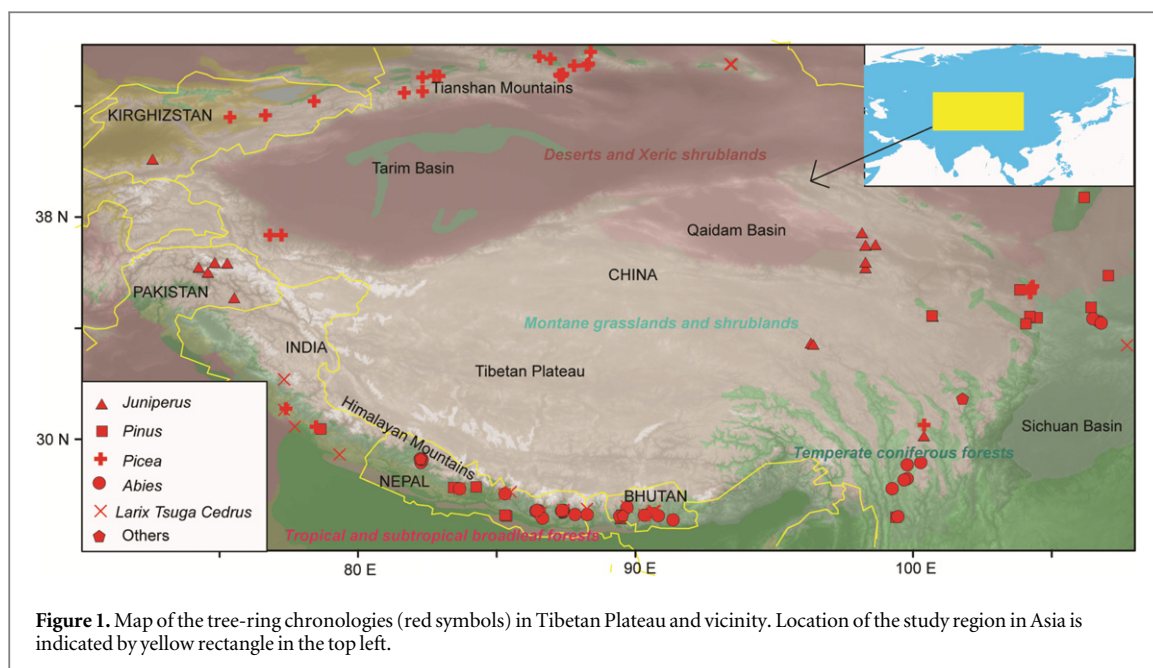 Tianshan Mountains
KIRGHIZSTAN
Deserts and Xeric shrublands
Tarim Basin
38 N
Qaidam Basin
CHINA
PAKISTAN
Montane grasslands and shrublands
INDIA
Tibetan Plateau
Juniperus
Pinus
Picea
Abies
Larix Tsuga Cedrus
Others
Himalayan Mountains
30 N
Sichuan Basin
Temperate coniferous forests
NEPAL
BHUTAN
Tropical and subtropical broadleaf forests
80 E
90 E
100 E
Figure 1. Map of the tree-ring chronologies (red symbols) in Tibetan Plateau and vicinity. Location of the study region in Asia is
indicated by yellow rectangle in the top left.